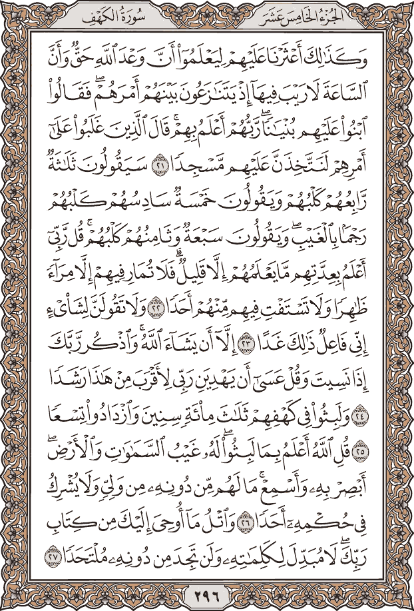 الجزء الخامس عشر
سورة الكهف
وَكَذَٰلِكَ أَعْثَرْنَا عَلَيْهِمْ لِيَعْلَمُوٓا۟ أَنَّ وَعْدَ ٱللَّهِ حَقٌّ وَأَنَّ
ٱلسَّاعَةَ لَا رَيْبَ فِيهَآ إِذْ يَتَنَٰزَعُونَ بَيْنَهُمْ أَمْرَهُمْ ۖ فَقَالُوا۟
ٱبْنُوا۟ عَلَيْهِم بُنْيَٰنًا ۖ رَّبُّهُمْ أَعْلَمُ بِهِمْ ۚ قَالَ ٱلَّذِينَ غَلَبُوا۟ عَلَىٰٓ
أَمْرِهِمْ لَنَتَّخِذَنَّ عَلَيْهِم مَّسْجِدًا ٢١ سَيَقُولُونَ ثَلَٰثَةٌ
رَّابِعُهُمْ كَلْبُهُمْ وَيَقُولُونَ خَمْسَةٌ سَادِسُهُمْ كَلْبُهُمْ
رَجْمًۢا بِٱلْغَيْبِ ۖ وَيَقُولُونَ سَبْعَةٌ وَثَامِنُهُمْ كَلْبُهُمْ ۚ قُل رَّبِّىٓ
أَعْلَمُ بِعِدَّتِهِم مَّا يَعْلَمُهُمْ إِلَّا قَلِيلٌ ۗ فَلَا تُمَارِ فِيهِمْ إِلَّا مِرَآءً
ظَٰهِرًا وَلَا تَسْتَفْتِ فِيهِم مِّنْهُمْ أَحَدًا ٢٢ وَلَا تَقُولَنَّ لِشَا۟ىْءٍ
إِنِّى فَاعِلٌ ذَٰلِكَ غَدًا ٢٣ إِلَّآ أَن يَشَآءَ ٱللَّهُ ۚ وَٱذْكُر رَّبَّكَ
إِذَا نَسِيتَ وَقُلْ عَسَىٰٓ أَن يَهْدِيَنِ رَبِّى لِأَقْرَبَ مِنْ هَٰذَا رَشَدًا
٢٤ وَلَبِثُوا۟ فِى كَهْفِهِمْ ثَلَٰثَ مِا۟ئَةٍ سِنِينَ وَٱزْدَادُوا۟ تِسْعًا
٢٥ قُلِ ٱللَّهُ أَعْلَمُ بِمَا لَبِثُوا۟ ۖ لَهُۥ غَيْبُ ٱلسَّمَٰوَٰتِ وَٱلْأَرْضِ ۖ
أَبْصِرْ بِهِۦ وَأَسْمِعْ ۚ مَا لَهُم مِّن دُونِهِۦ مِن وَلِىٍّ وَلَا يُشْرِكُ
فِى حُكْمِهِۦٓ أَحَدًا ٢٦ وَٱتْلُ مَآ أُوحِىَ إِلَيْكَ مِن كِتَابِ
رَبِّكَ ۖ لَا مُبَدِّلَ لِكَلِمَٰتِهِۦ وَلَن تَجِدَ مِن دُونِهِۦ مُلْتَحَدًا ٢٧
٢٩٦